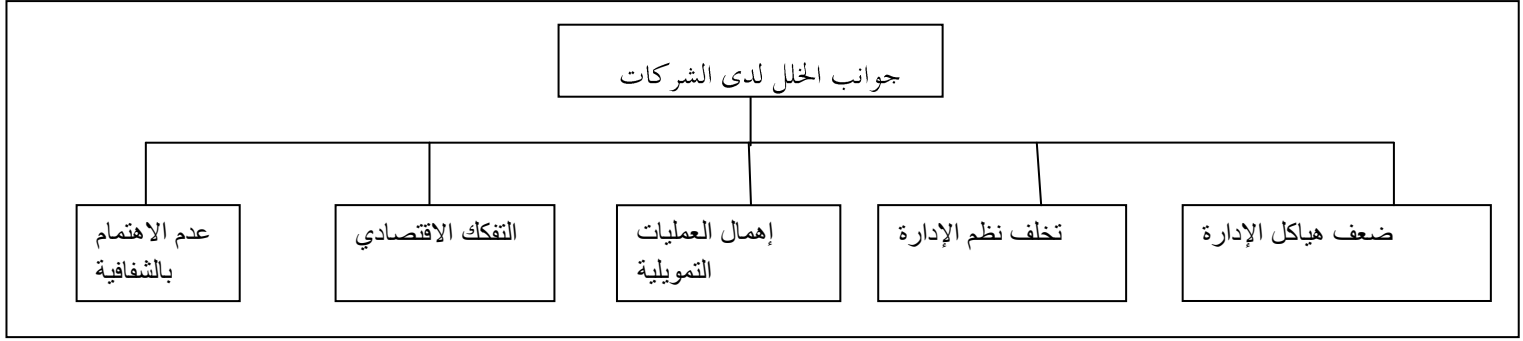 جوانب الخلل لدى الشركات
ضعف هياكل الإدارة
تخلف نظم الإدارة
إهمال العمليات
التمويلية
التفكك الاقتصادي
عدم الاهتمام
بالشفافية